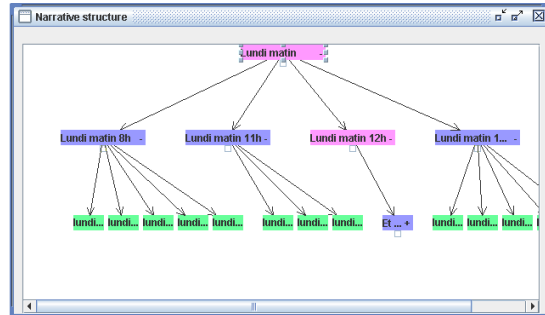 Narrative structure
Lundi matin -
Lundi matin 8h - Lundi matin 11h - Lundi matin 12h - Lundi matin 1... -
lundi... lundi... lundi... lundi... lundi... lundi... lundi... lundi... Et ... + lundi... lundi... lundi...